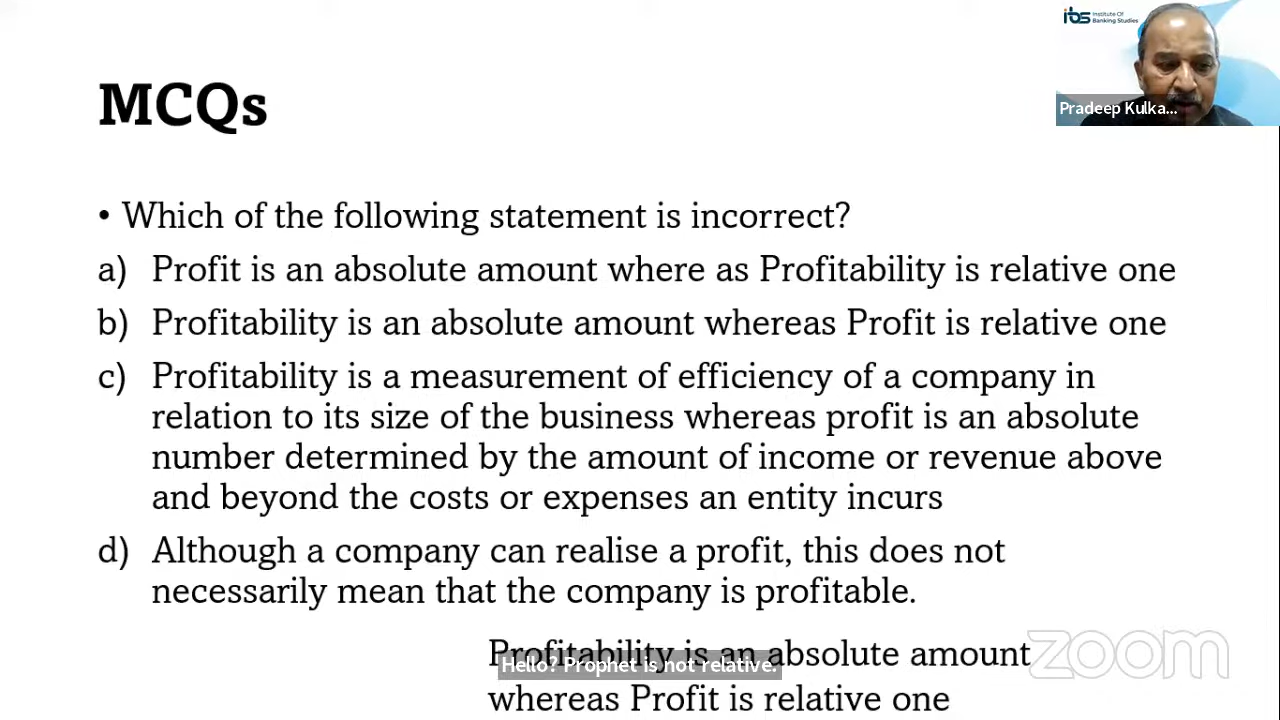 ibs Institute Of
Banking Studies
Pradeep Kulka...
MCQs
• Which of the following statement is incorrect?
a) Profit is an absolute amount where as Profitability is relative one
b) Profitability is an absolute amount whereas Profit is relative one
c) Profitability is a measurement of efficiency of a company in
relation to its size of the business whereas profit is an absolute
number determined by the amount of income or revenue above
and beyond the costs or expenses an entity incurs
d) Although a company can realise a profit, this does not
necessarily mean that the company is profitable.
Profitability is an absolute amount
whereas Profit is relative one
Hello? Prophet is not relative.
zoom